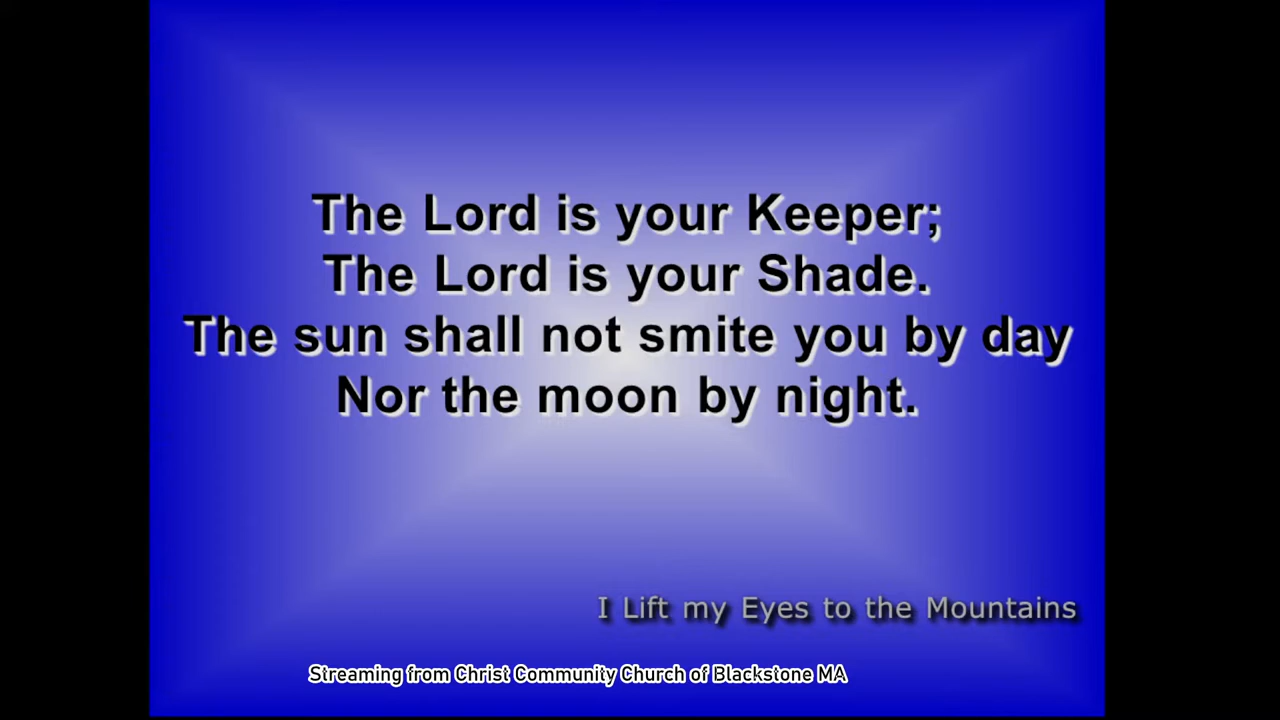 The Lord is your Keeper;
The Lord is your Shade.
The sun shall not smite you by day
Nor the moon by night.
I Lift my Eyes to the Mountains
Streaming from Christ Community Church of Blackstone MA